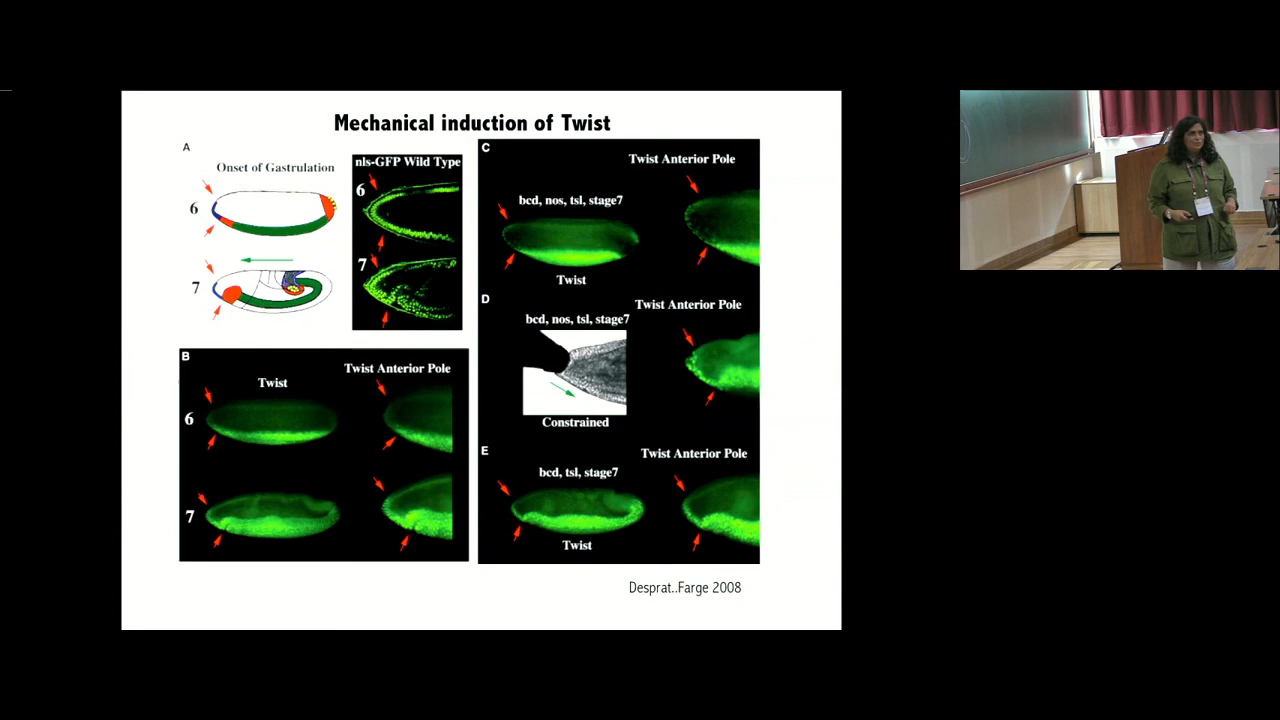 Mechanical induction of Twist
A
Onset of Gastrulation
6
7
nls-GFP Wild Type
6
7
B
Twist
Twist Anterior Pole
6
7
C
Twist Anterior Pole
bcd, nos, tsl, stage7
Twist
D
Twist Anterior Pole
bcd, nos, tsl, stage7
Constrained
E
Twist Anterior Pole
bcd, tsl, stage7
Twist
Desprat..Farge 2008